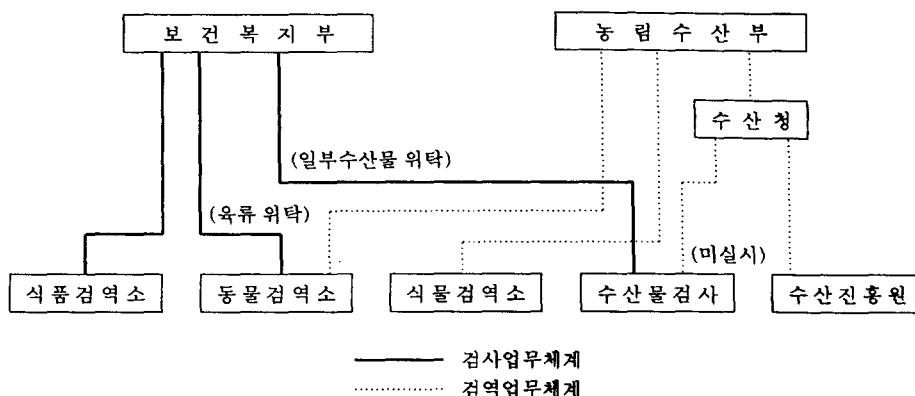 보건복지부
농림수산부
수산청
(일부수산물 위탁)
(육류 위탁)
(미실시)
식품검역소
동물검역소
식물검역소
수산물검사
수산진흥원
검사업무체계
검역업무체계